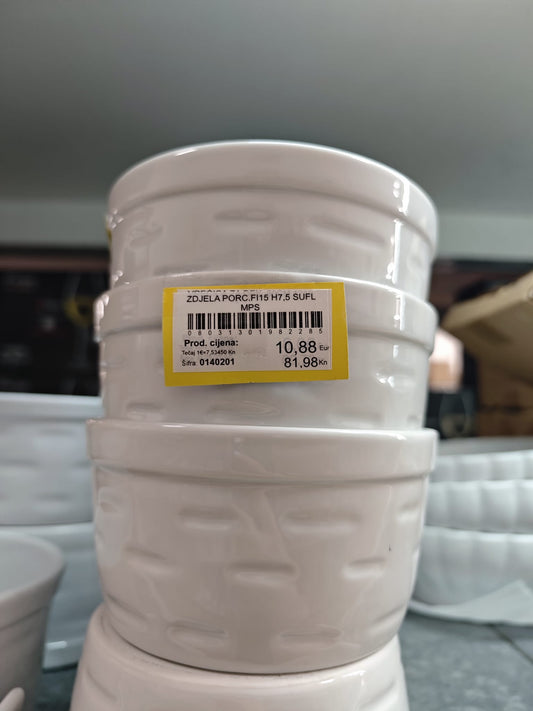 ZDJELA PORC.FI15 H7,5 SUFL
MPS
06031301982285
Prod. cijena:
10,88 Eur
Tečaj 1€=7,53450 Kn
81,98 Kn
Šifra 0140201